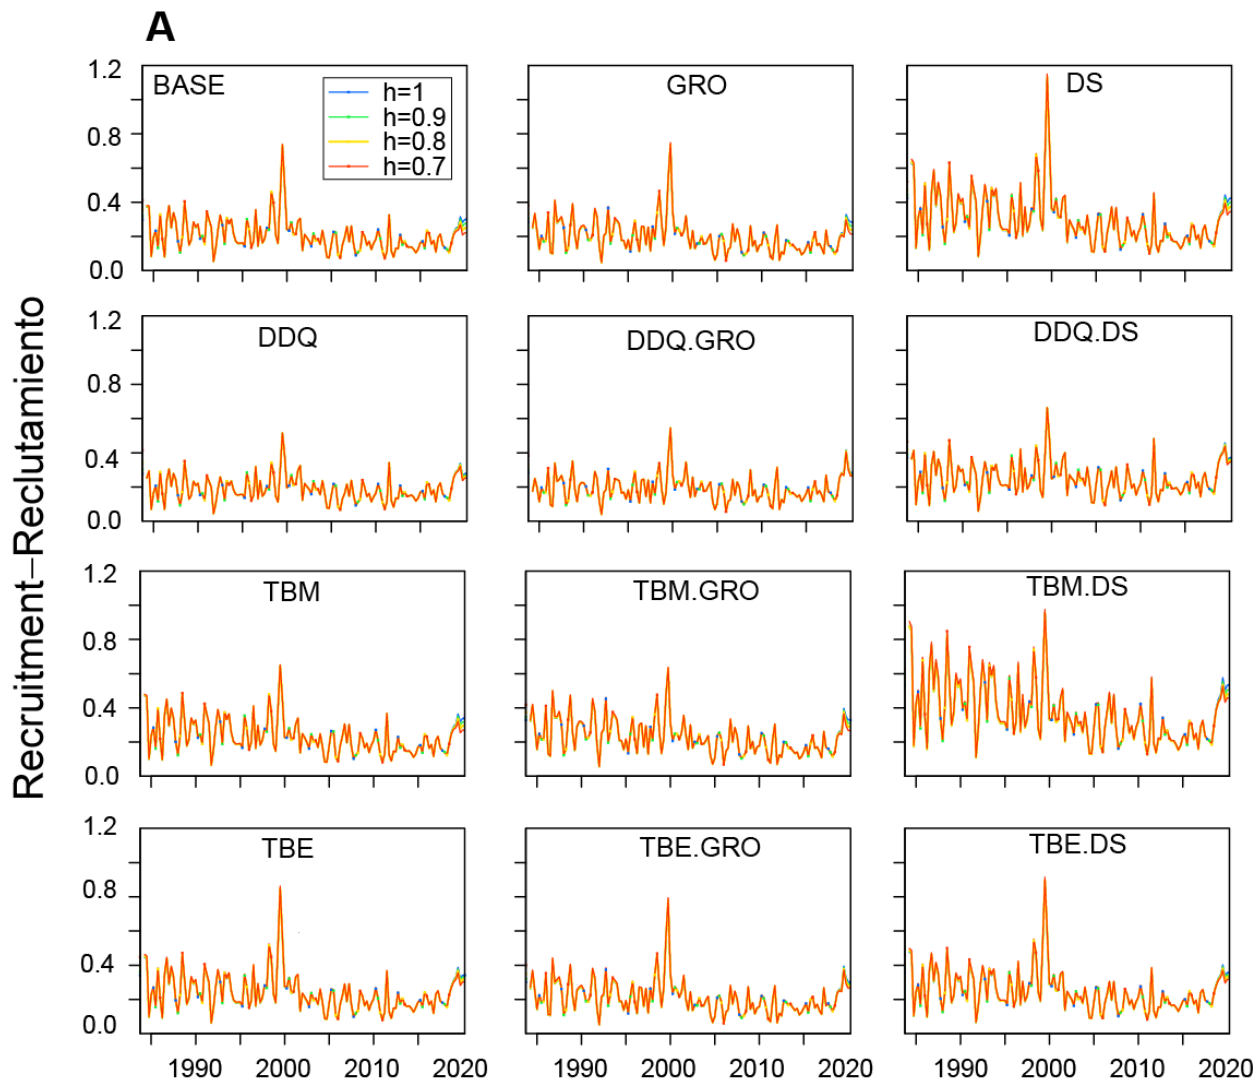 A
BASE
h=1
h=0.9
h=0.8
h=0.7
GRO
DS
1.2
0.8
0.4
0.0
DDQ
DDQ.GRO
DDQ.DS
1.2
0.8
0.4
0.0
TBM
TBM.GRO
TBM.DS
1.2
0.8
0.4
0.0
TBE
TBE.GRO
TBE.DS
1.2
0.8
0.4
0.0
1990 2000 2010 2020
1990 2000 2010 2020
1990 2000 2010 2020
Recruitment–Reclutamiento